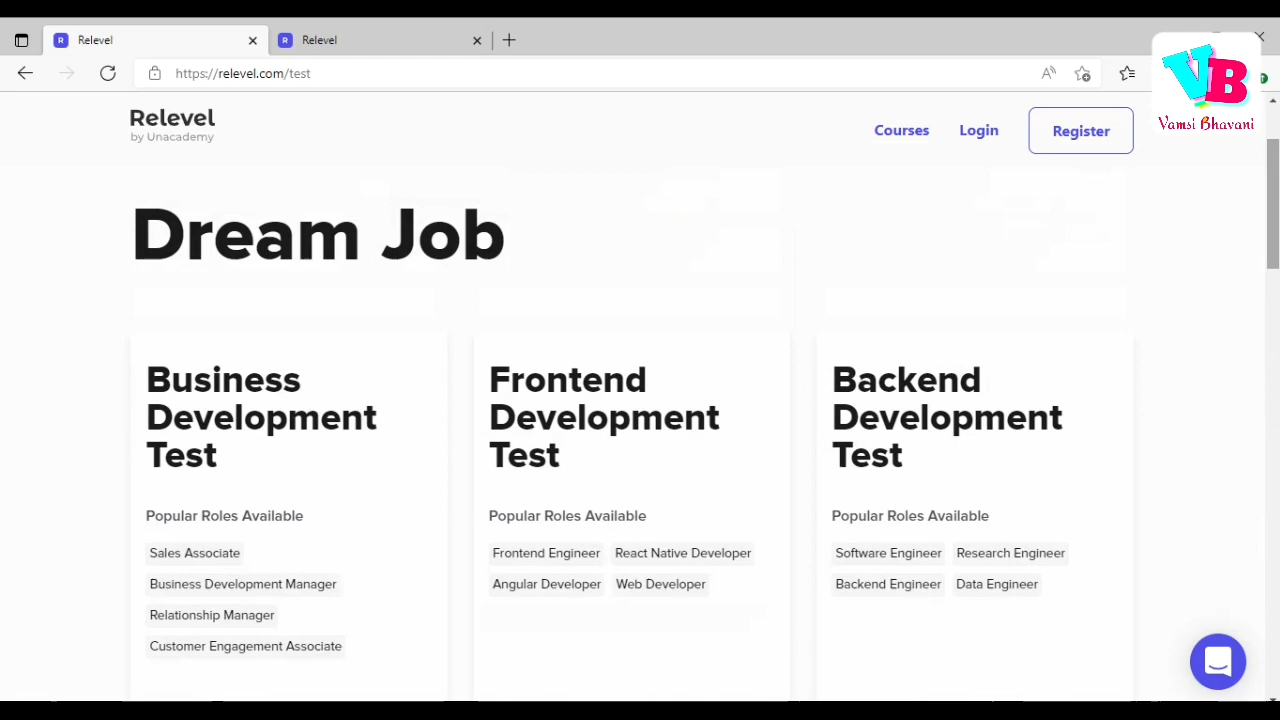 Relevel
Relevel
https://relevel.com/test
VB
Vamsi Bhavani
Relevel
by Unacademy
Courses
Login
Register
Dream Job
Business
Development
Test
Popular Roles Available
Sales Associate
Business Development Manager
Relationship Manager
Customer Engagement Associate
Frontend
Development
Test
Popular Roles Available
Frontend Engineer React Native Developer
Angular Developer Web Developer
Backend
Development
Test
Popular Roles Available
Software Engineer Research Engineer
Backend Engineer Data Engineer